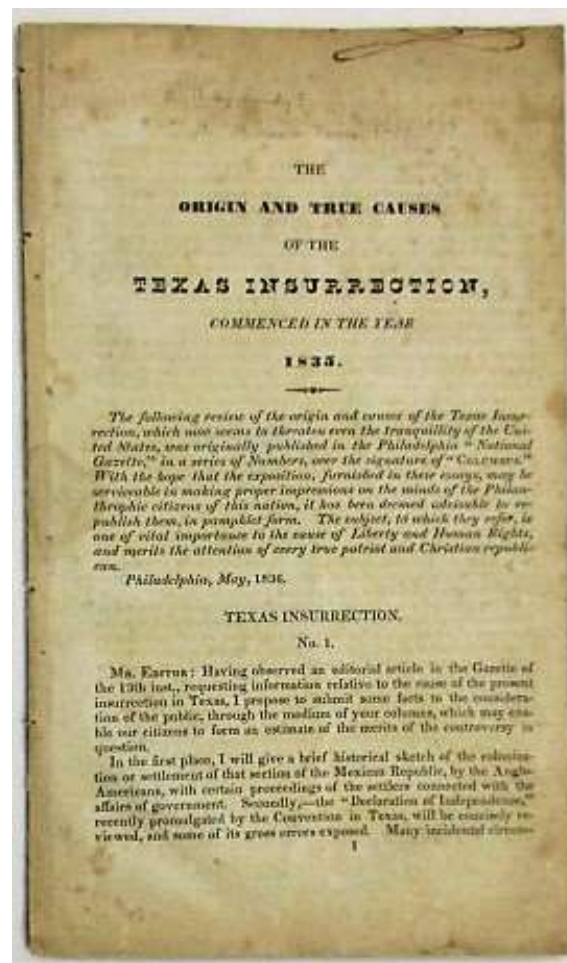 THE
ORIGIN AND TRUE CAUSES
OF THE
TEXAS INSURRECTION,
COMMENCED IN THE YEAR
1835.
The following review of the origin and causes of the Texas Insur-
rection, which now seems to threaten even the tranquillity of the Uni-
ted States, was originally published in the Philadelphia "National
Gazette," in a series of Numbers, over the signature of "COLUMBUS."
With the hope that the exposition, furnished in these essays, may be
serviceable in making proper impressions on the minds of the Philan-
thropic citizens of this nation, it has been deemed advisable to re-
publish them, in pamphlet form. The subject, to which they refer, is
one of vital importance to the cause of Liberty and Human Rights,
and merits the attention of every true patriot and Christian republi-
can.
Philadelphia, May, 1836.
TEXAS INSURRECTION.
No. 1.
MR. EDITOR: Having observed an editorial article in the Gazette of
the 13th inst., requesting information relative to the cause of the present
insurrection in Texas, I propose to submit some facts to the considera-
tion of the public, through the medium of your columns, which may ena-
ble our citizens to form an estimate of the merits of the controversy in
question.
In the first place, I will give a brief historical sketch of the coloniza-
tion or settlement of that section of the Mexican Republic, by the Anglo-
Americans, with certain proceedings of the settlers connected with the
affairs of government. Secondly,—the "Declaration of Independence,"
recently promulgated by the Convention in Texas, will be concisely re-
viewed, and some of its gross errors exposed. Many incidental circum-
1